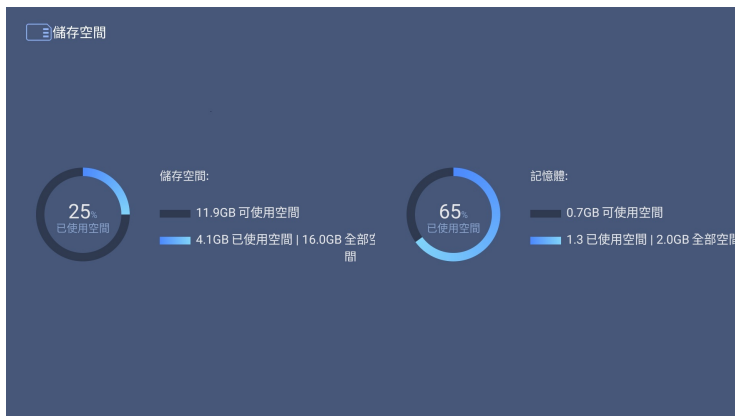 儲存空間
儲存空間:
25%
已使用空間
11.9GB 可使用空間
4.1GB 已使用空間 | 16.0GB 全部空
間
記憶體:
65%
已使用空間
0.7GB 可使用空間
1.3 已使用空間 | 2.0GB 全部空間